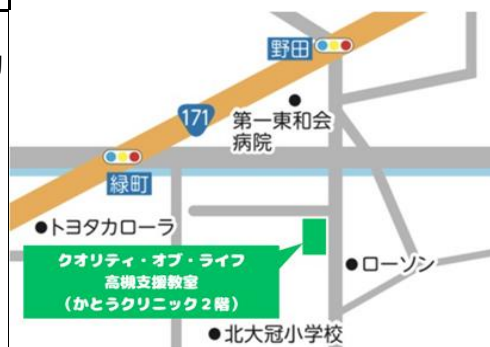 野田
171
第一東和会
病院
緑町
トヨタカローラ
クオリティ・オブ・ライフ
高槻支援教室
（かとうクリニック２階）
ローソン
北大冠小学校